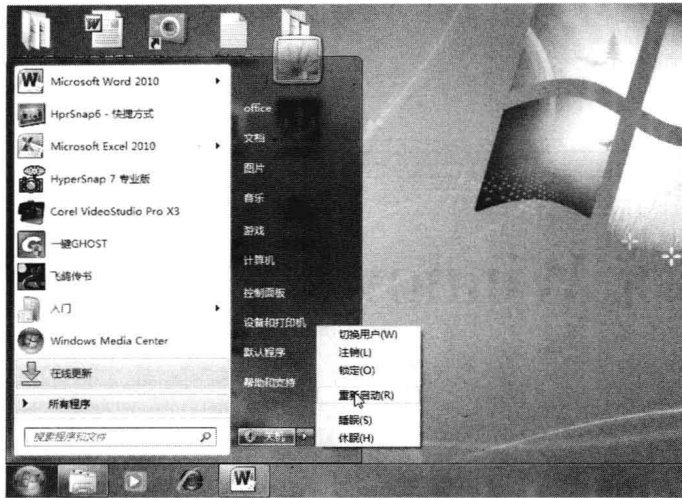 Microsoft Word 2010
HprSnap6 - 快捷方式
Microsoft Excel 2010
HyperSnap 7 专业版
Corel VideoStudio Pro X3
一键GHOST
飞鸽传书
入门
Windows Media Center
在线更新
所有程序
搜索程序和文件
office
文档
图片
音乐
游戏
计算机
控制面板
设备和打印机
默认程序
帮助和支持
关机
切换用户(W)
注销(L)
锁定(O)
重新启动(R)
睡眠(S)
休眠(H)